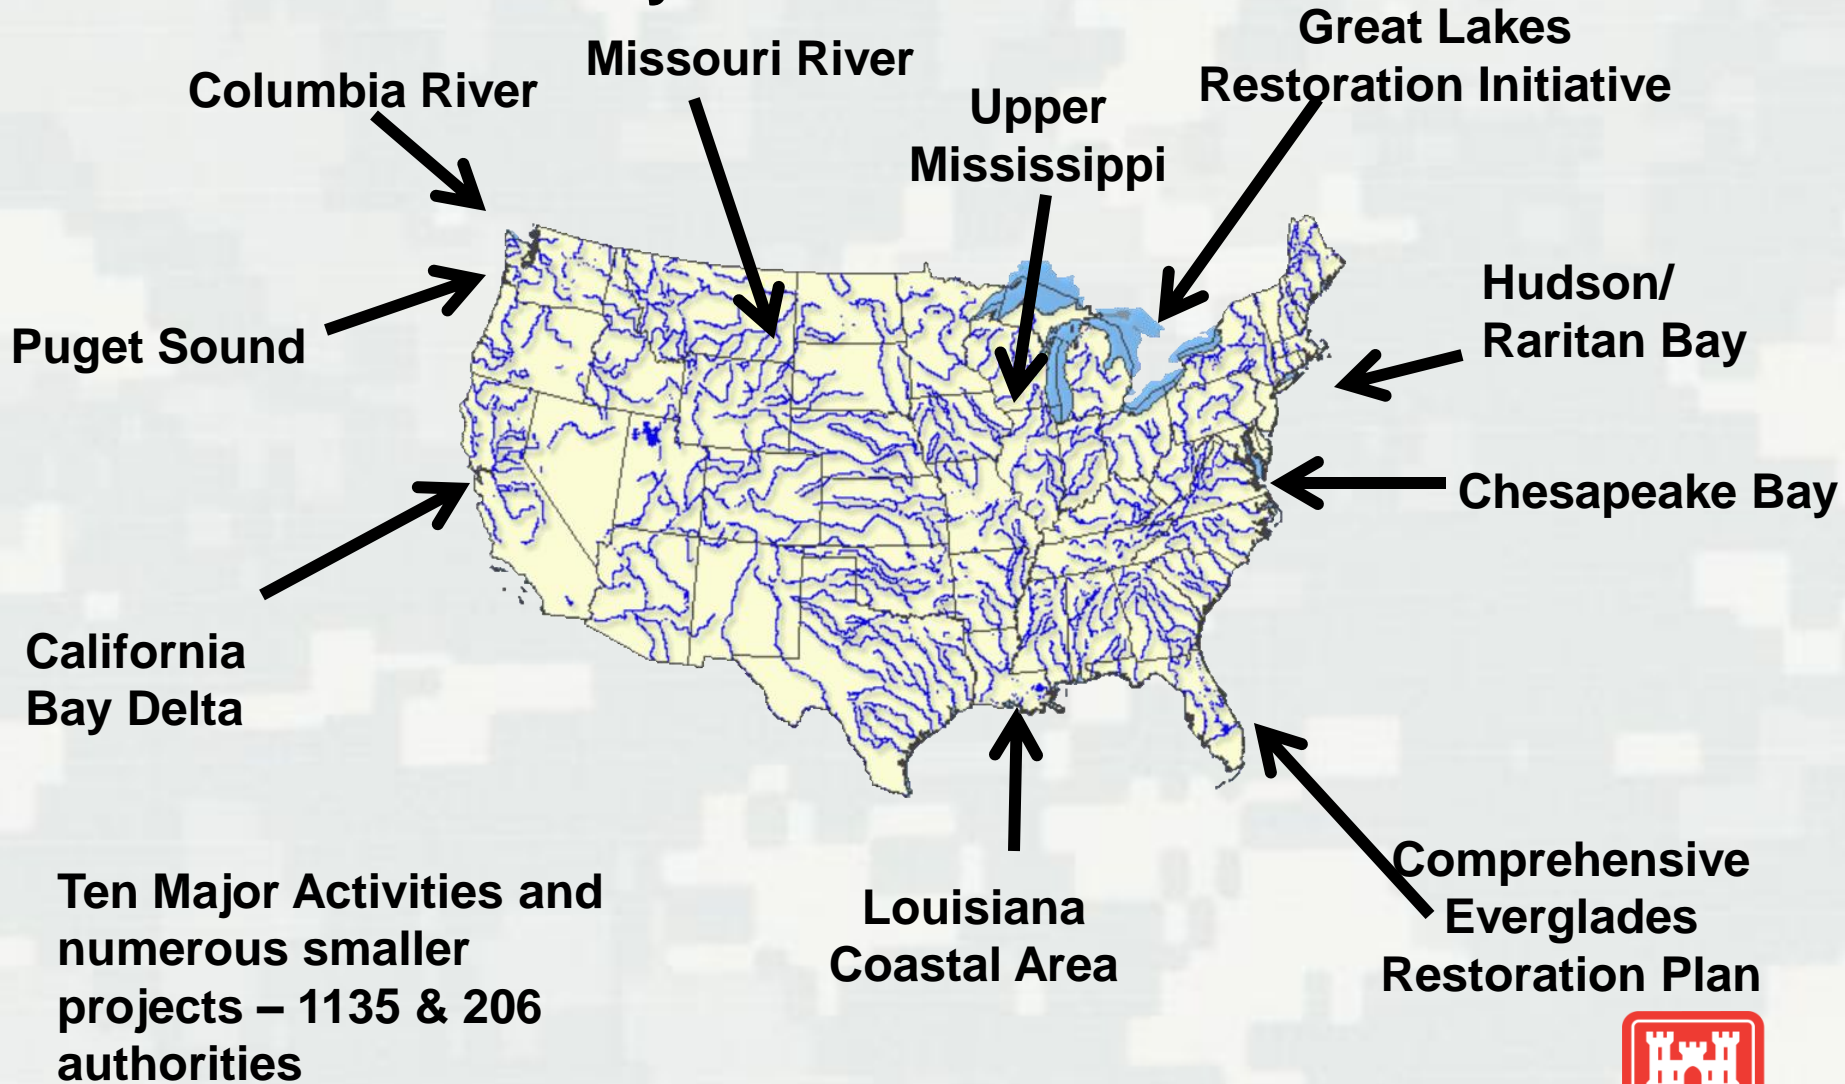 Great Lakes
Restoration Initiative
Missouri River
Columbia River
Upper
Mississippi
Hudson/
Raritan Bay
Puget Sound
Chesapeake Bay
California
Bay Delta
Comprehensive
Everglades
Restoration Plan
Louisiana
Coastal Area
Ten Major Activities and
numerous smaller
projects – 1135 & 206
authorities